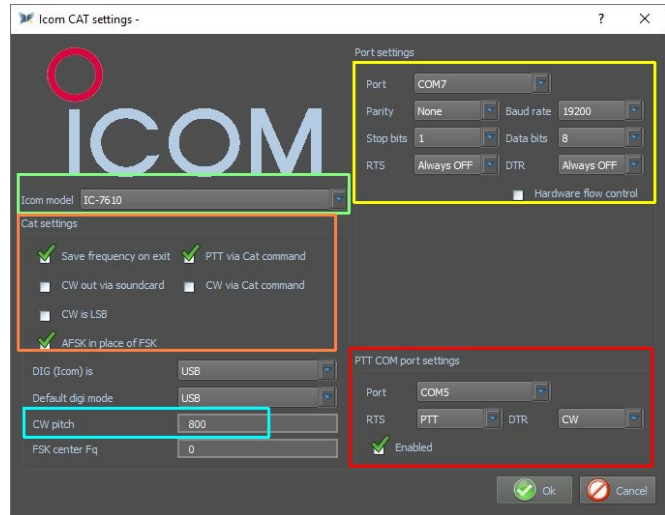 Icom CAT settings - ? ×
ICOM
Icom model IC-7610
Cat settings
Save frequency on exit PTT via Cat command
CW out via soundcard CW via Cat command
CW is LSB
AFSK in place of FSK
DIG (Icom) is USB
Default digi mode USB
CW pitch 800
FSK center Fq 0
Port settings
Port COM7
Parity None Baud rate 19200
Stop bits 1 Data bits 8
RTS Always OFF DTR Always OFF
Hardware flow control
PTT COM port settings
Port COM5
RTS PTT DTR CW
Enabled
Ok Cancel